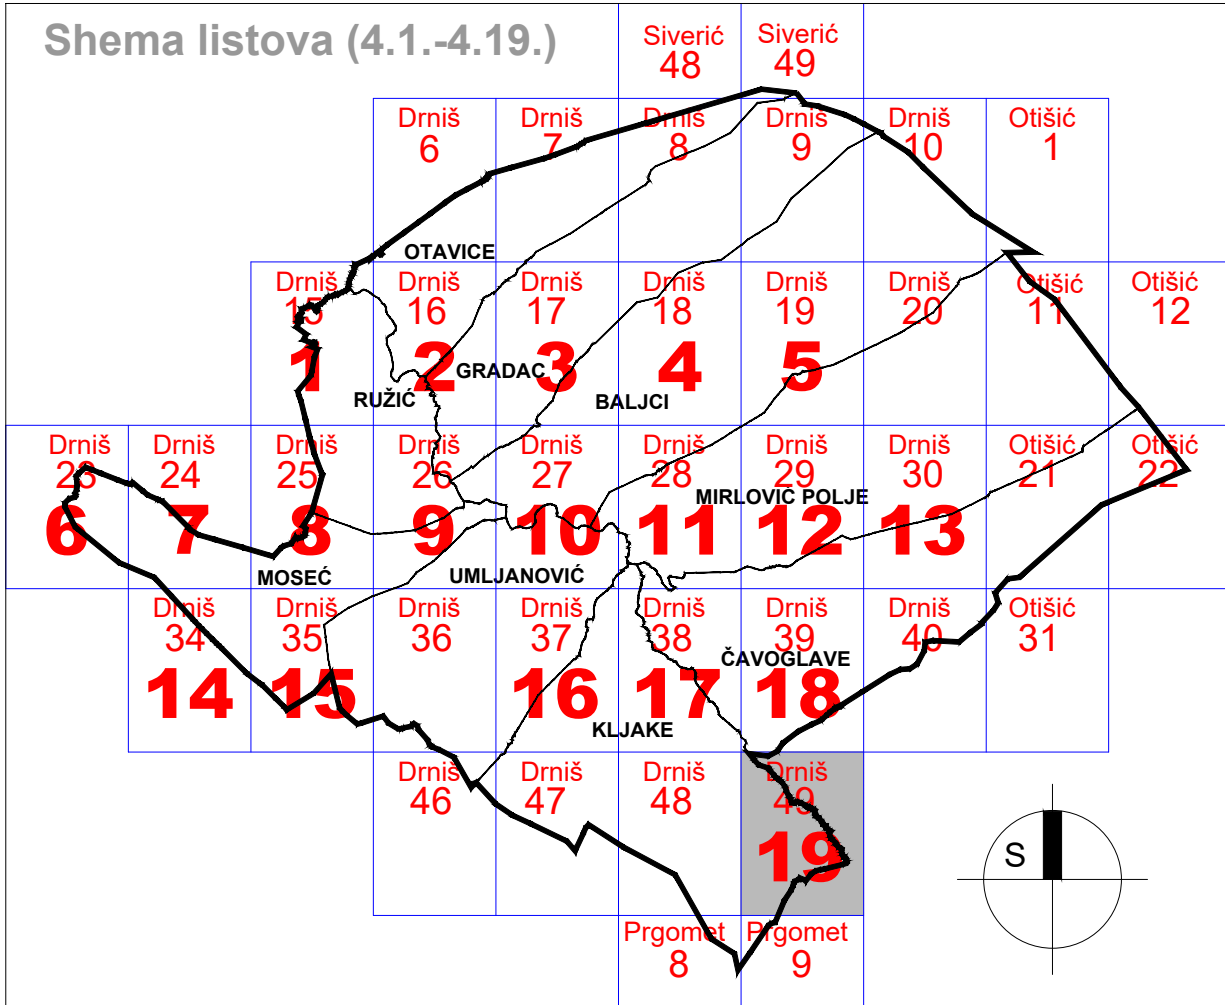 Shema listova (4.1.-4.19.)
Siverić
48
Siverić
49
Drniš
6
Drniš
7
Drniš
8
Drniš
9
Drniš
10
Otišić
1
OTAVICE
Drniš
15
1
Drniš
16
2
Drniš
17
3
Drniš
18
4
Drniš
19
5
Drniš
20
Otišić
11
Otišić
12
RUŽIĆ
GRADAC
BALJCI
Drniš
23
6
Drniš
24
7
Drniš
25
8
Drniš
26
9
Drniš
27
10
Drniš
28
11
Drniš
29
12
Drniš
30
13
Otišić
21
Otišić
22
MIRLOVIĆ POLJE
MOSEĆ
UMLJANOVIĆ
Drniš
34
14
Drniš
35
15
Drniš
36
Drniš
37
16
Drniš
38
17
Drniš
39
18
Drniš
40
Otišić
31
ČAVOGLAVE
KLJAKE
Drniš
46
Drniš
47
Drniš
48
Drniš
49
19
S
Prgomet
8
Prgomet
9